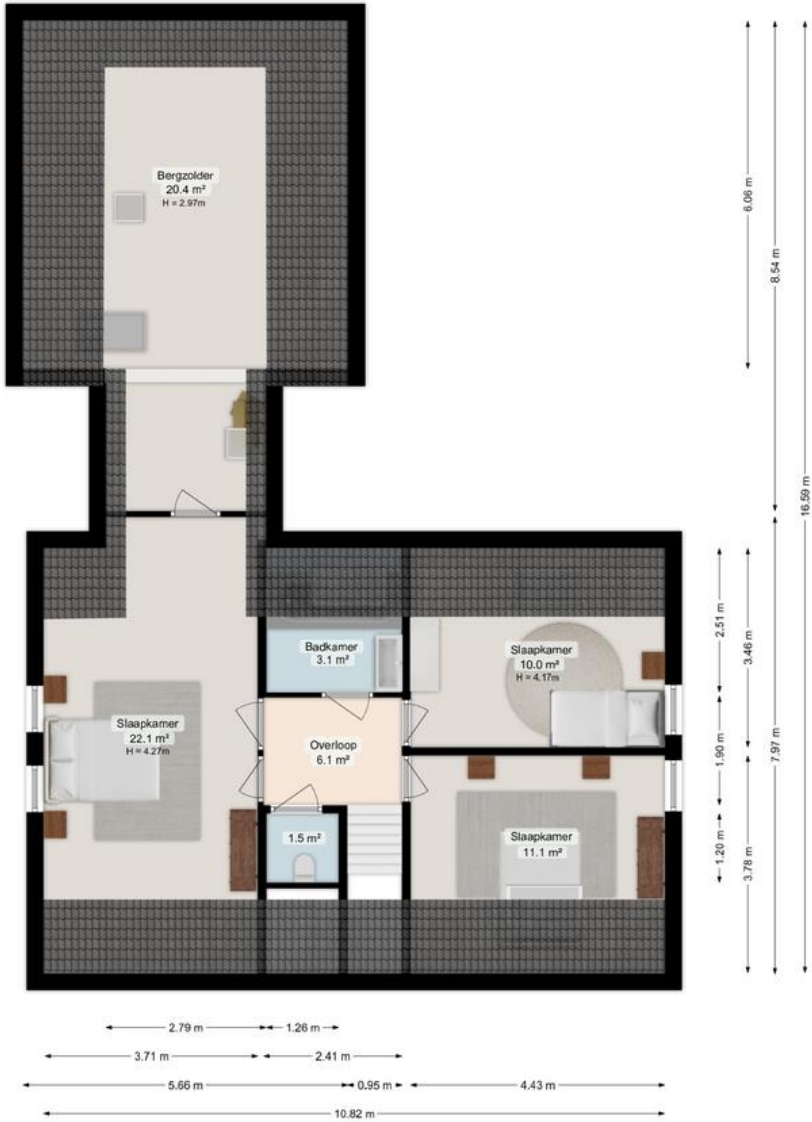 Bergzolder
20.4 m²
H = 2.97m
6.06 m
8.54 m
16.59 m
Badkamer
3.1 m²
Slaapkamer
10.0 m²
H = 4.17m
Slaapkamer
22.1 m²
H = 4.27m
Overloop
6.1 m²
1.5 m²
Slaapkamer
11.1 m²
2.51 m
3.46 m
1.90 m
7.97 m
1.20 m
3.78 m
2.79 m
1.26 m
3.71 m
2.41 m
5.66 m
0.95 m
4.43 m
10.82 m